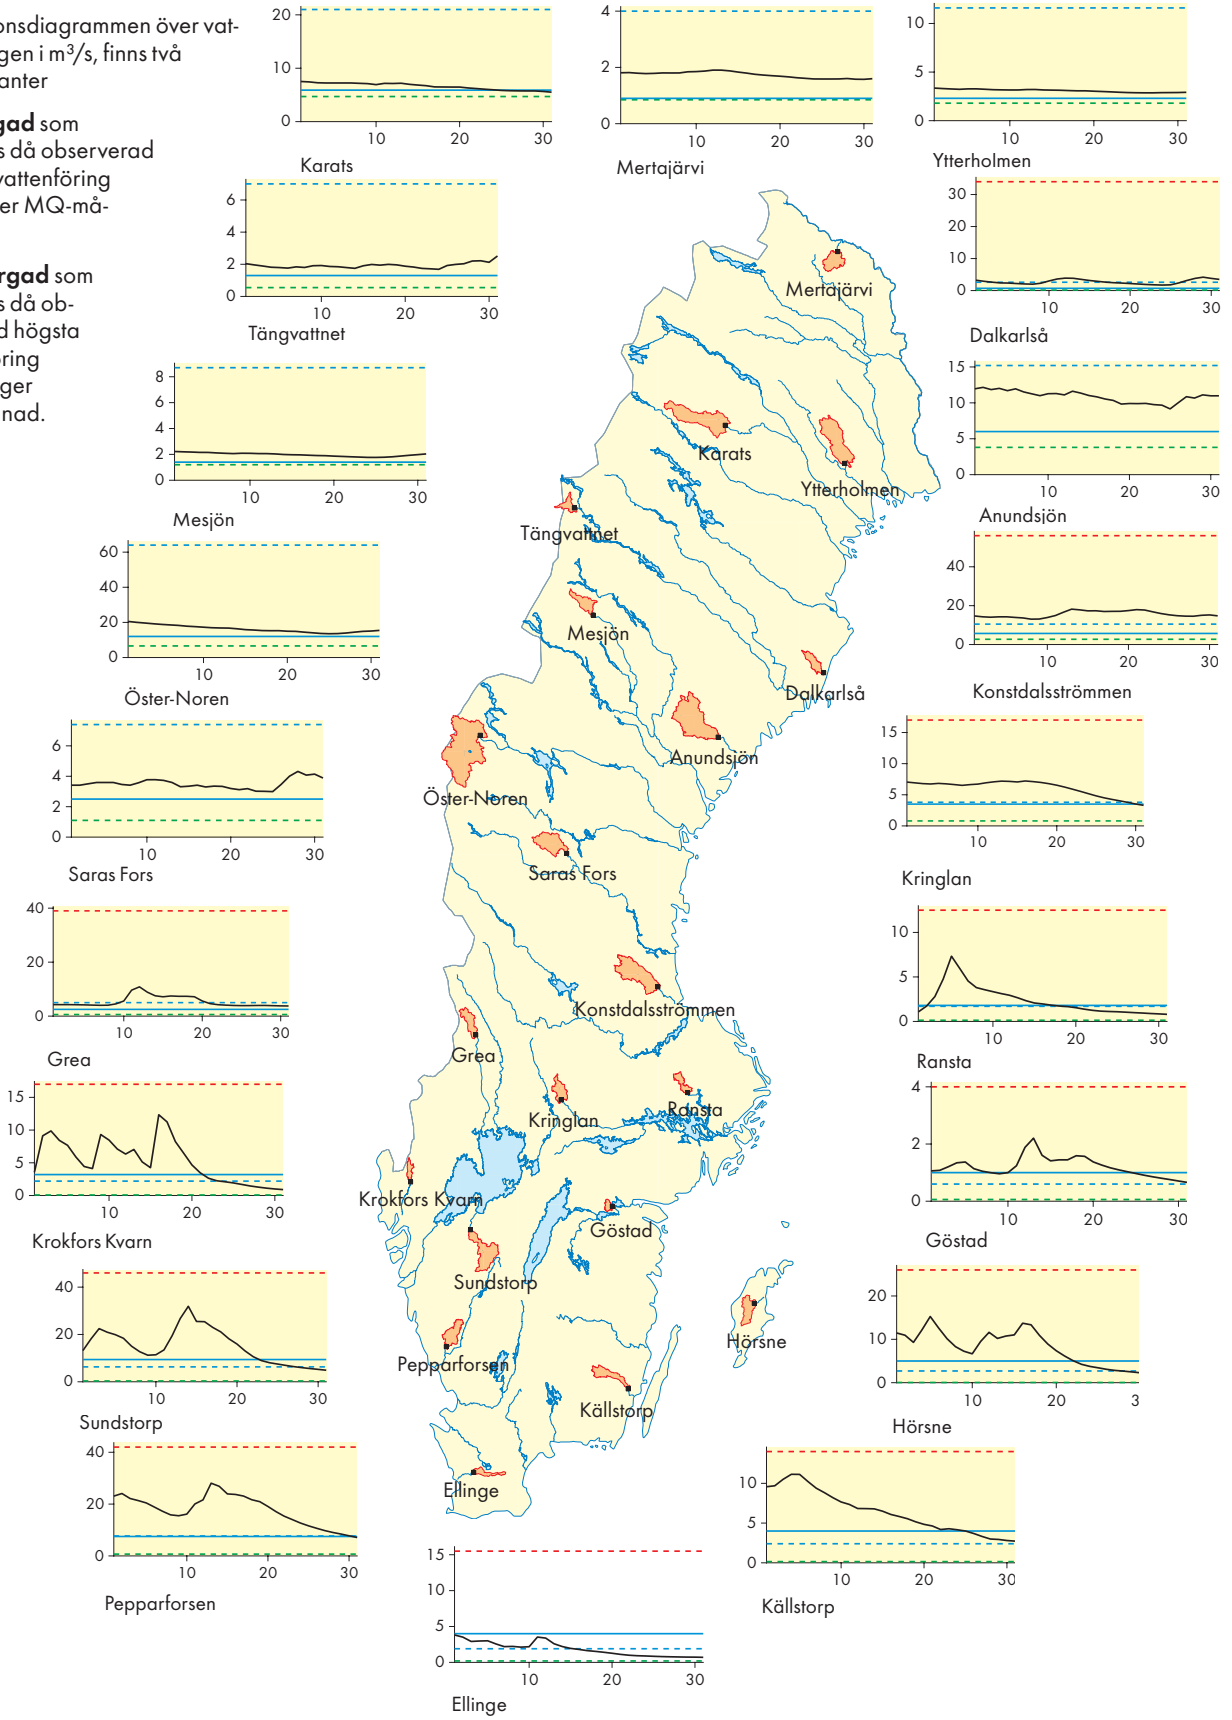 onsdiagrammen över vat-
gen i m³/s, finns två
anter
gad som
s då observerad
vattenföring
er MQ-må-
rgad som
s då ob-
d högsta
öring
ger
nad.
20
10
0
10 20 30
Karats
4
2
0
10 20 30
Mertajärvi
10
5
0
10 20 30
Ytterholmen
6
4
2
0
10 20 30
Tängvattnet
30
20
10
0
10 20 30
Dalkarlså
8
6
4
2
0
10 20 30
Mesjön
15
10
5
0
10 20 30
Anundsjön
60
40
20
0
10 20 30
Öster-Noren
40
20
0
10 20 30
Konstdalsströmmen
6
4
2
0
10 20 30
Saras Fors
15
10
5
0
10 20 30
Kringlan
40
20
0
10 20 30
Grea
10
5
0
10 20 30
Ransta
15
10
5
0
10 20 30
Krokfors Kvarn
4
2
0
10 20 30
Göstad
40
20
0
10 20 30
Sundstorp
20
10
0
10 20 3
Hörsne
40
20
0
10 20 30
Pepparforsen
10
5
0
10 20 30
Källstorp
15
10
5
0
10 20 30
Ellinge
Mertajärvi
Karats
Ytterholmen
Tängvattnet
Mesjön
Dalkarlså
Anundsjön
Öster-Noren
Saras Fors
Konstdalsströmmen
Grea
Kringlan
Ransta
Krokfors Kvarn
Göstad
Sundstorp
Hörsne
Pepparforsen
Källstorp
Ellinge